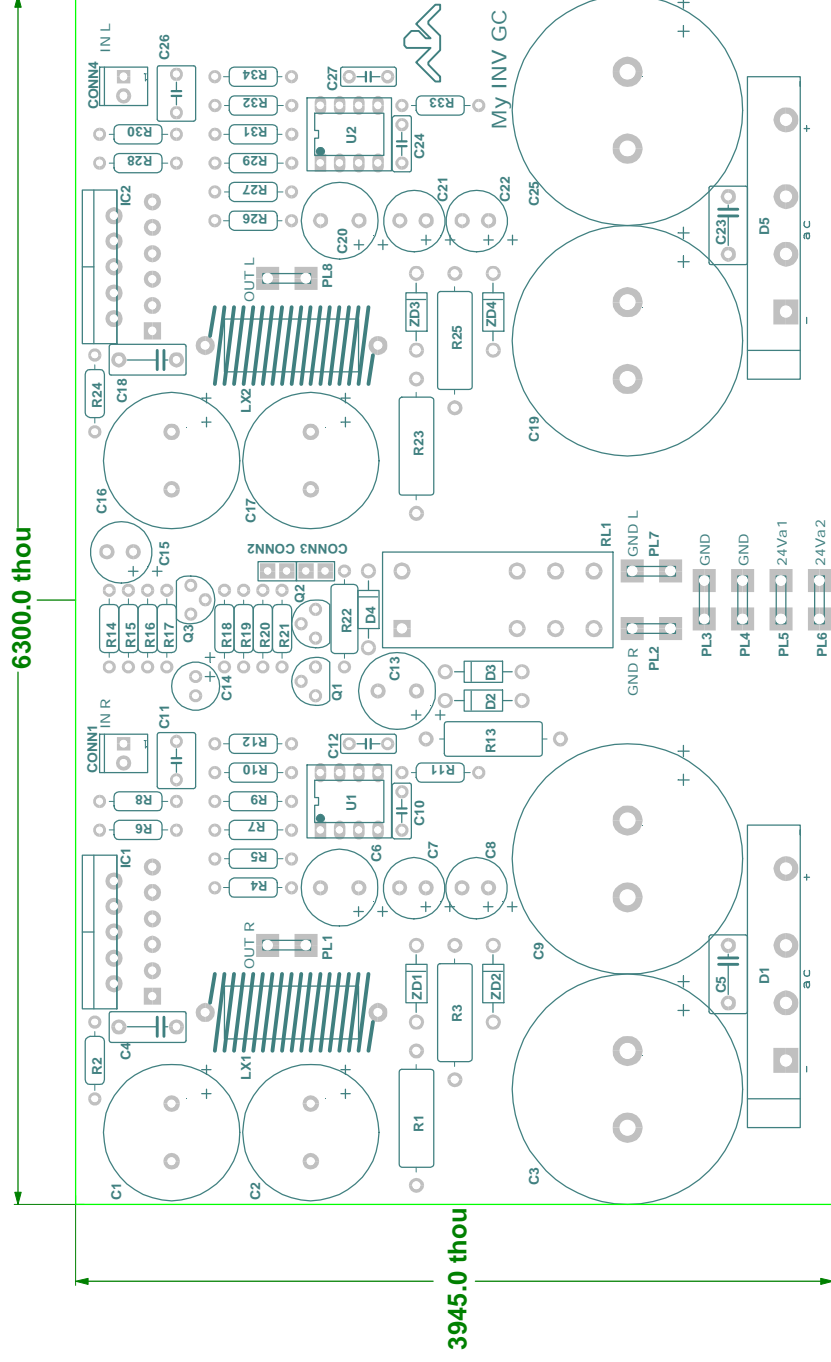 6300.0 thou
3945.0 thou
CONN4
IN L
C26
R34
C27
My INV GC
R32
R33
R30
R31
U2
C24
R28
R29
IC2
R27
C21
C22
C25
R26
C20
C23
D5
ac
+
-
OUT L
PL8
ZD3
R25
ZD4
C18
R24
LX2
R23
C19
C16
C17
C15
CONN3 CONN2
RL1
GND L
PL7
GND
GND
24Va1
24Va2
Q3
Q2
R14
R15
R16
R17
R18
R19
R20
R21
R22
D4
PL3
PL4
PL5
PL6
GND R
PL2
C14
Q1
C13
D3
D2
CONN1
IN R
C11
R12
C12
R13
R10
R11
R8
R9
U1
C10
R6
R7
IC1
R5
C6
C7
C8
R4
C9
OUT R
PL1
ZD1
R3
ZD2
C5
D1
ac
+
-
C4
R2
LX1
R1
C1
C2
C3